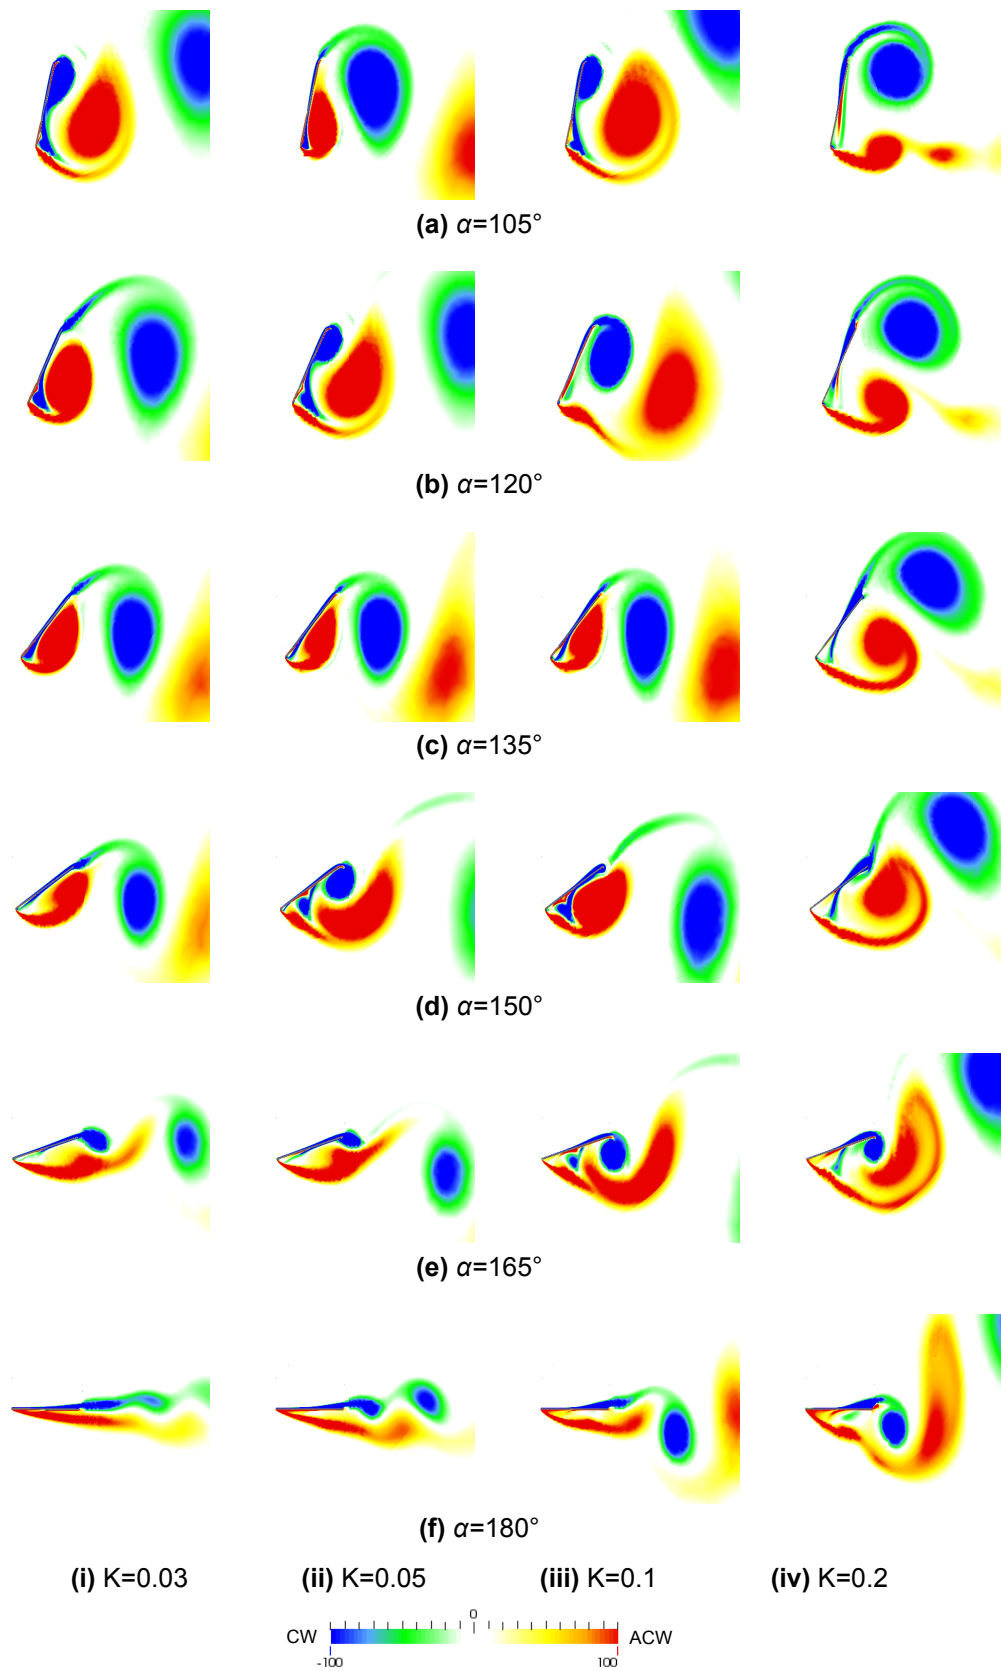 (a) α=105°
(b) α=120°
(c) α=135°
(d) α=150°
(e) α=165°
(f) α=180°
(i) K=0.03 (ii) K=0.05 (iii) K=0.1 (iv) K=0.2
0
CW ACW
-100 100